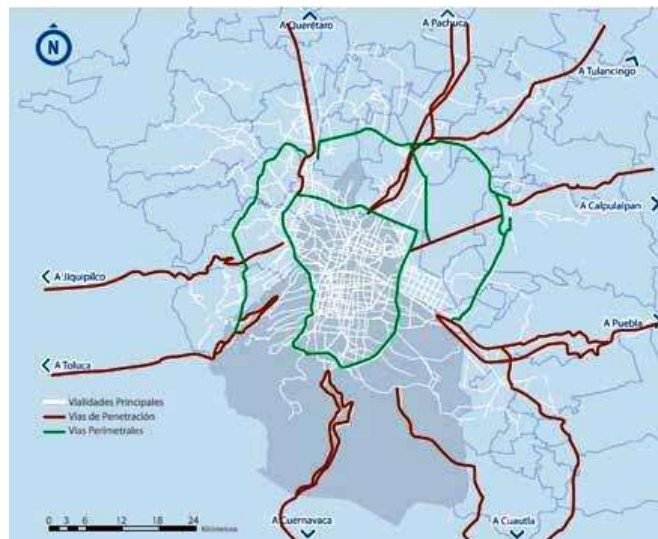 N
A Querétaro
A Pachuca
A Tulancingo
A Calpulalpan
A Jiquipilco
A Puebla
A Toluca
Vialidades Principales
Vías de Penetración
Vías Perimetrales
0 3 6 12 18 24
Kilómetros
A Cuernavaca
A Cuautla